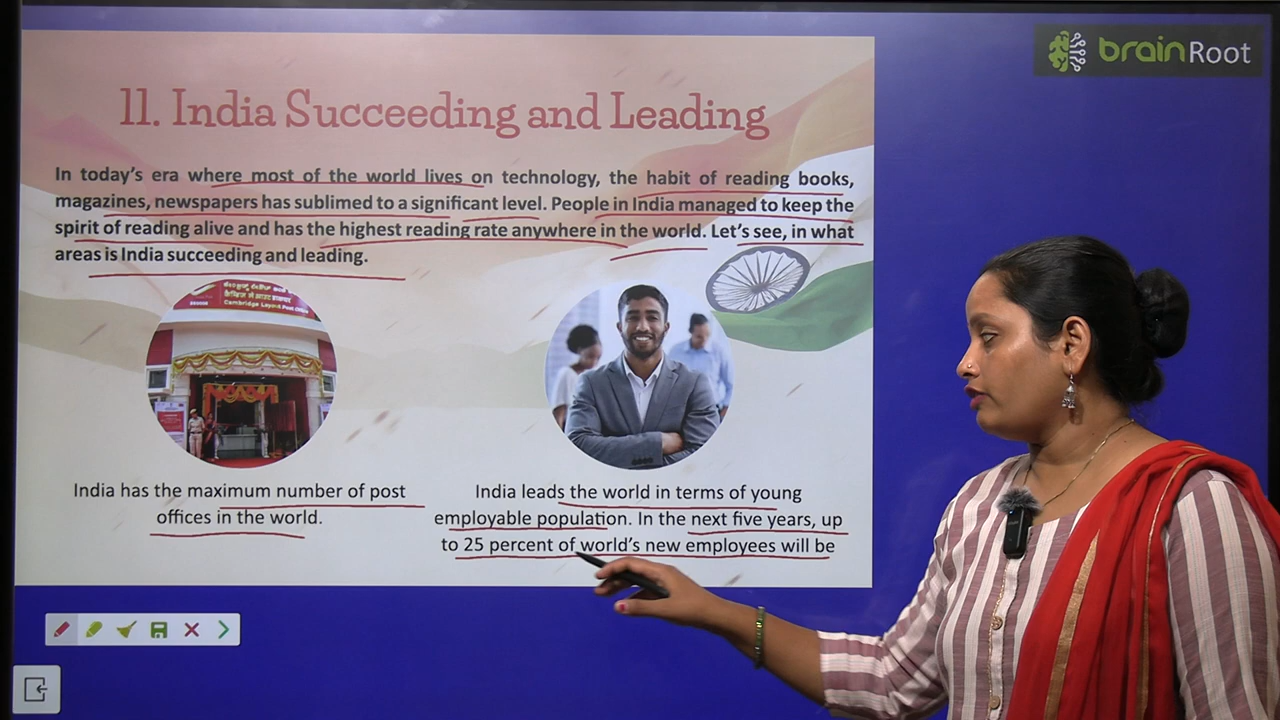 brainRoot
11. India Succeeding and Leading
In today's era where most of the world lives on technology, the habit of reading books,
magazines, newspapers has sublimed to a significant level. People in India managed to keep the
spirit of reading alive and has the highest reading rate anywhere in the world. Let's see, in what
areas is India succeeding and leading.
Cambridge Layout Post Office
India has the maximum number of post
offices in the world.
India leads the world in terms of young
employable population. In the next five years, up
to 25 percent of world's new employees will be